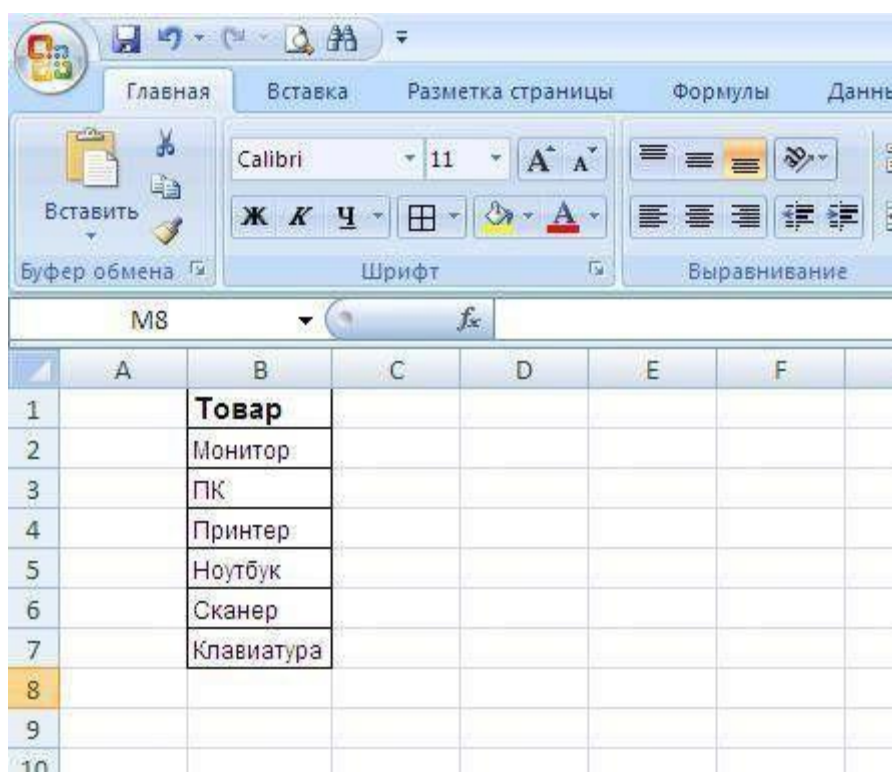 Главная Вставка Разметка страницы Формулы Данны
Calibri 11 A A
Вставить Ж К Ч A
Буфер обмена Шрифт Выравнивание
M8 fx
A B C D E F
1 Товар
2 Монитор
3 ПК
4 Принтер
5 Ноутбук
6 Сканер
7 Клавиатура
8
9
10